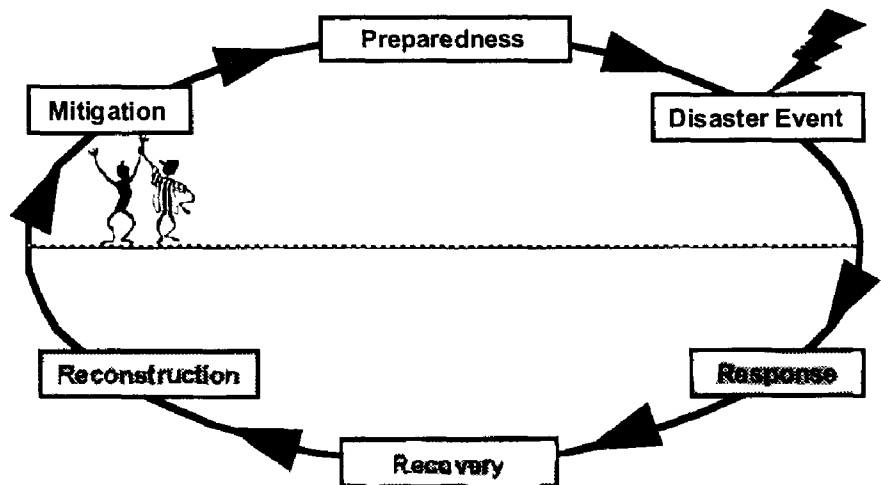 Preparedness
Mitigation
Disaster Event
Reconstruction
Response
Recovery